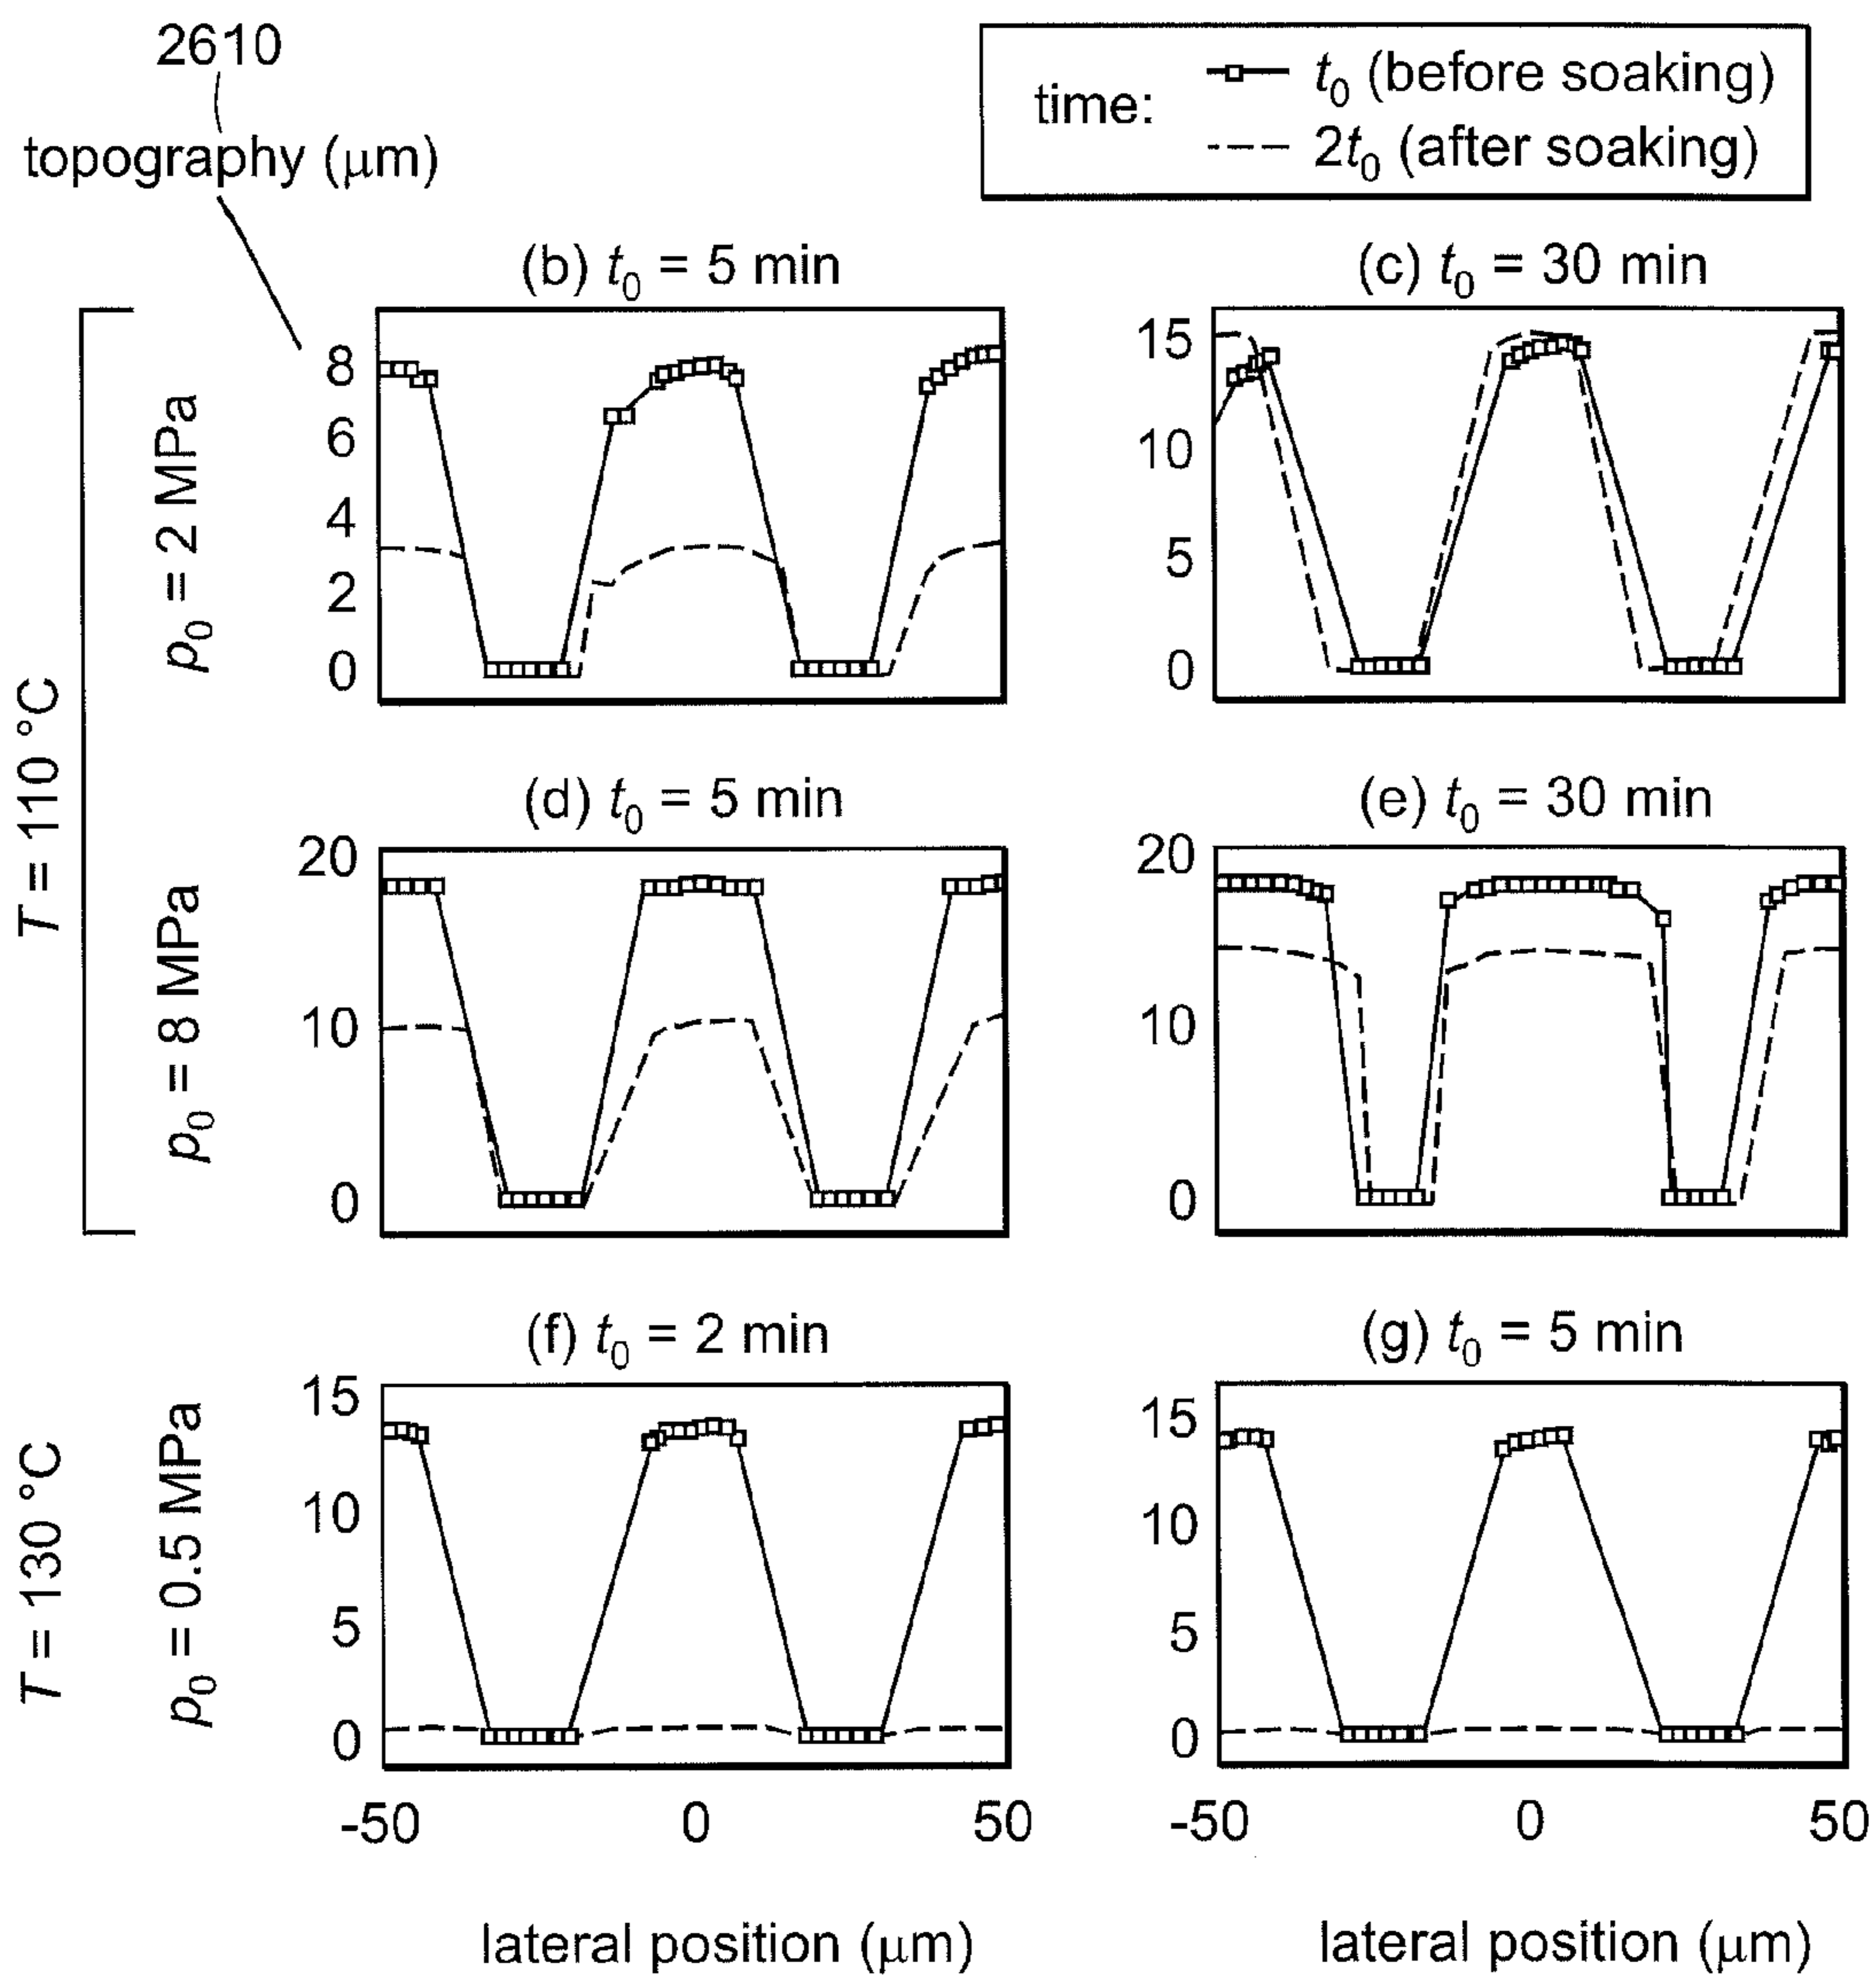 2610
topography (μm)
time:
t0 (before soaking)
2t0 (after soaking)
T = 110 °C
p0 = 2 MPa
(b) t0 = 5 min
8
6
4
2
0
(c) t0 = 30 min
15
10
5
0
p0 = 8 MPa
(d) t0 = 5 min
20
10
0
(e) t0 = 30 min
20
10
0
T = 130 °C
p0 = 0.5 MPa
(f) t0 = 2 min
15
10
5
0
-50 0 50
lateral position (μm)
(g) t0 = 5 min
15
10
5
0
-50 0 50
lateral position (μm)